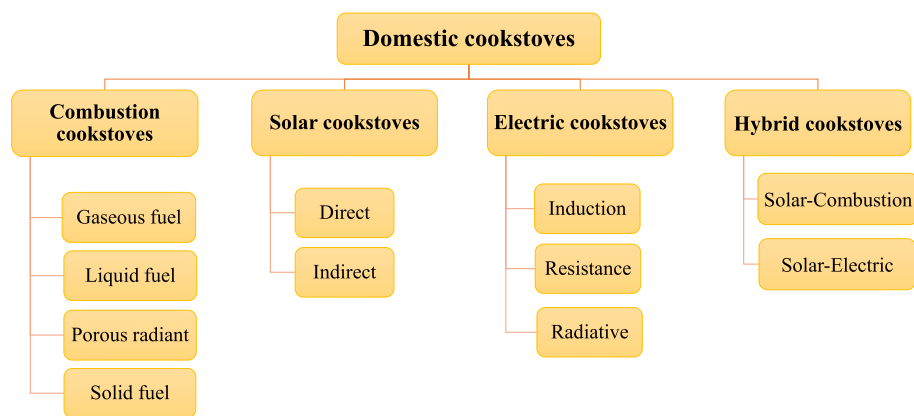 Domestic cookstoves
Combustion
cookstoves
Gaseous fuel
Liquid fuel
Porous radiant
Solid fuel
Solar cookstoves
Direct
Indirect
Electric cookstoves
Induction
Resistance
Radiative
Hybrid cookstoves
Solar-Combustion
Solar-Electric